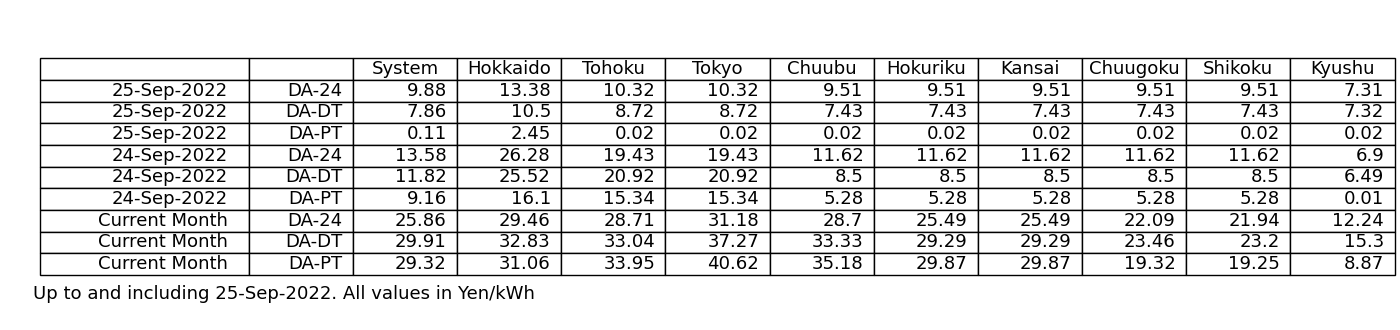 System Hokkaido Tohoku Tokyo Chuubu Hokuriku Kansai Chuugoku Shikoku Kyushu
25-Sep-2022 DA-24 9.88 13.38 10.32 10.32 9.51 9.51 9.51 9.51 9.51 7.31
25-Sep-2022 DA-DT 7.86 10.5 8.72 8.72 7.43 7.43 7.43 7.43 7.43 7.32
25-Sep-2022 DA-PT 0.11 2.45 0.02 0.02 0.02 0.02 0.02 0.02 0.02 0.02
24-Sep-2022 DA-24 13.58 26.28 19.43 19.43 11.62 11.62 11.62 11.62 11.62 6.9
24-Sep-2022 DA-DT 11.82 25.52 20.92 20.92 8.5 8.5 8.5 8.5 8.5 6.49
24-Sep-2022 DA-PT 9.16 16.1 15.34 15.34 5.28 5.28 5.28 5.28 5.28 0.01
Current Month DA-24 25.86 29.46 28.71 31.18 28.7 25.49 25.49 22.09 21.94 12.24
Current Month DA-DT 29.91 32.83 33.04 37.27 33.33 29.29 29.29 23.46 23.2 15.3
Current Month DA-PT 29.32 31.06 33.95 40.62 35.18 29.87 29.87 19.32 19.25 8.87
Up to and including 25-Sep-2022. All values in Yen/kWh